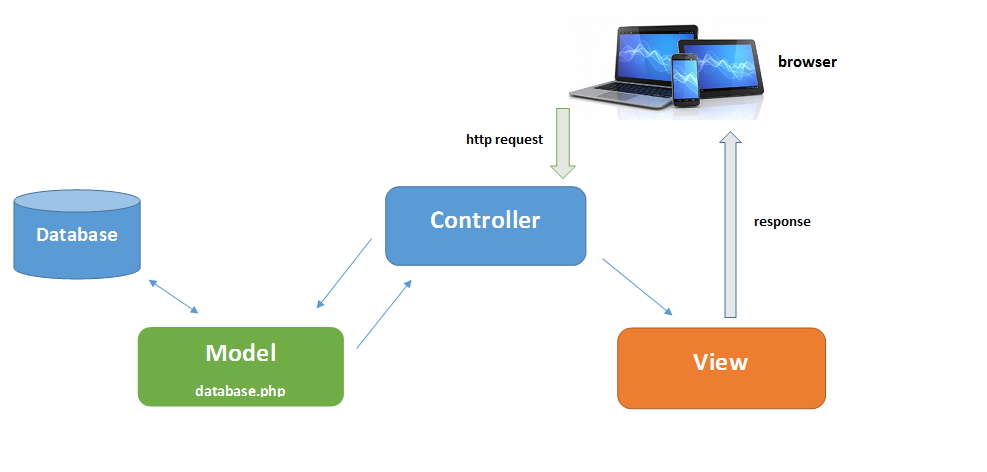 browser
http request
Controller
response
Database
Model
database.php
View